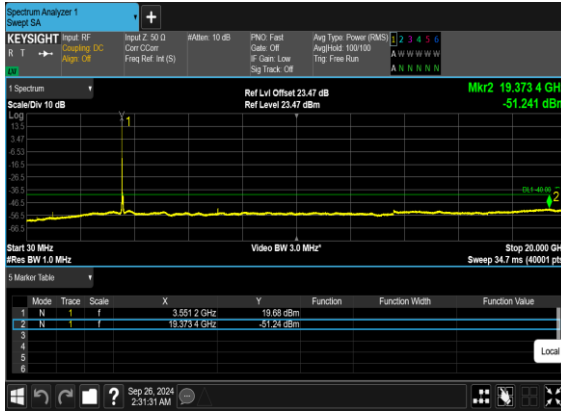 Spectrum Analyzer 1
Swept SA
+
KEYSIGHT Input: RF Input Z: 50 Ω #Atten: 10 dB PNO: Fast Avg Type: Power (RMS) 1 2 3 4 5 6
R T Coupling: DC Corr CCorr Gate: Off Avg|Hold: 100/100 A W W W W W
Align: Off Freq Ref: Int (S) IF Gain: Low Trig: Free Run
Sig Track: Off A N N N N N
1 Spectrum Ref Lvl Offset 23.47 dB Mkr2 19.373 4 GH
Scale/Div 10 dB Ref Level 23.47 dBm -51.241 dBm
Log
1
13.5
3.47
-6.53
-16.5
-26.5
-36.5
DL1 -40.00
-46.5
2
-56.5
-66.5
Start 30 MHz Video BW 3.0 MHz* Stop 20.000 GH
#Res BW 1.0 MHz Sweep 34.7 ms (40001 pts
5 Marker Table
Mode Trace Scale X Y Function Function Width Function Value
1 N 1 f 3.551 2 GHz 19.68 dBm
2 N 1 f 19.373 4 GHz -51.24 dBm
3
4
5
6
Local
? Sep 26, 2024
2:31:31 AM